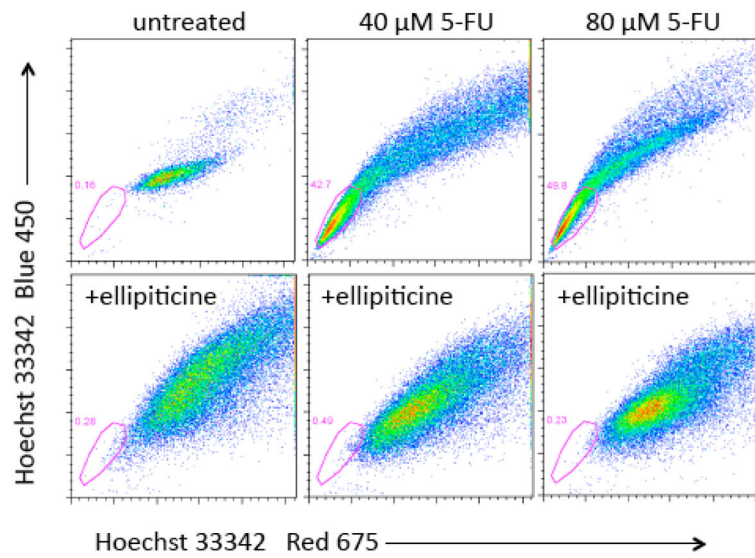 untreated 40 µM 5-FU 80 µM 5-FU
0.16 42.7 49.8
+ellipiticine +ellipiticine +ellipiticine
0.28 0.49 0.23
Hoechst 33342 Blue 450
Hoechst 33342 Red 675